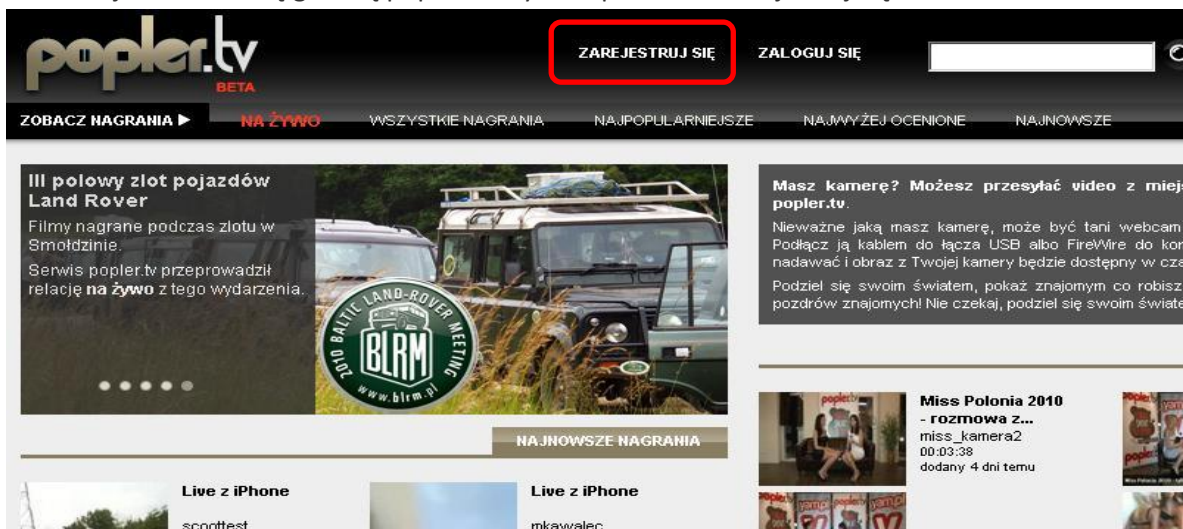 popler.tv
BETA
ZAREJESTRUJ SIĘ
ZALOGUJ SIĘ
ZOBACZ NAGRANIA ►
NA ŻYWO
WSZYSTKIE NAGRANIA
NAJPOPULARNIEJSZE
NAJWYŻEJ OCENIONE
NAJNOWSZE
III polowy zlot pojazdów
Land Rover
Filmy nagrane podczas zlotu w
Smołdzinie.
Serwis popler.tv przeprowadził
relację na żywo z tego wydarzenia.
BALTIC LAND-ROVER MEETING
2010
BLRM
www.blrm.pl
Masz kamerę? Możesz przesyłać video z
popler.tv.
Nieważne jaką masz kamerę, może być tani webcam
Podłącz ją kablem do łącza USB albo FireWire do
nadawać i obraz z Twojej kamery będzie dostępny w
Podziel się swoim światem, pokaż znajomym co robisz
pozdrów znajomych! Nie czekaj, podziel się swoim
NAJNOWSZE NAGRANIA
Live z iPhone
scoottest
Live z iPhone
mkawalec
Miss Polonia 2010
- rozmowa z...
miss_kamera2
00:03:38
dodany 4 dni temu